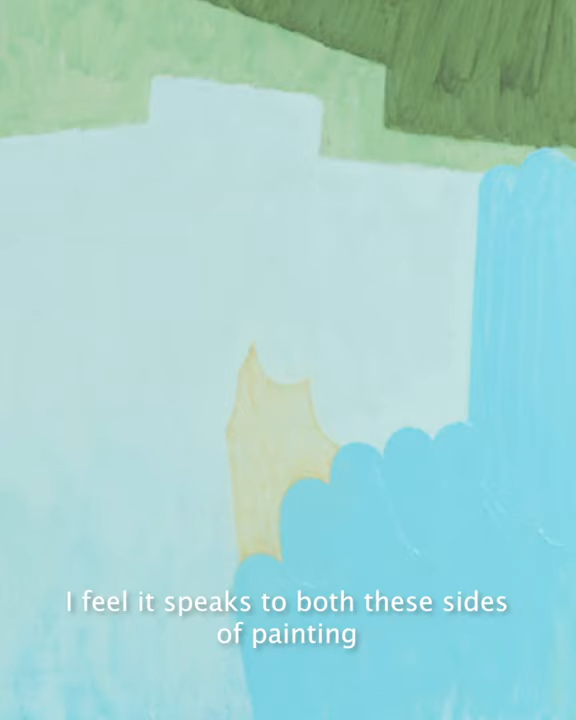 I feel it speaks to both these sides
of painting